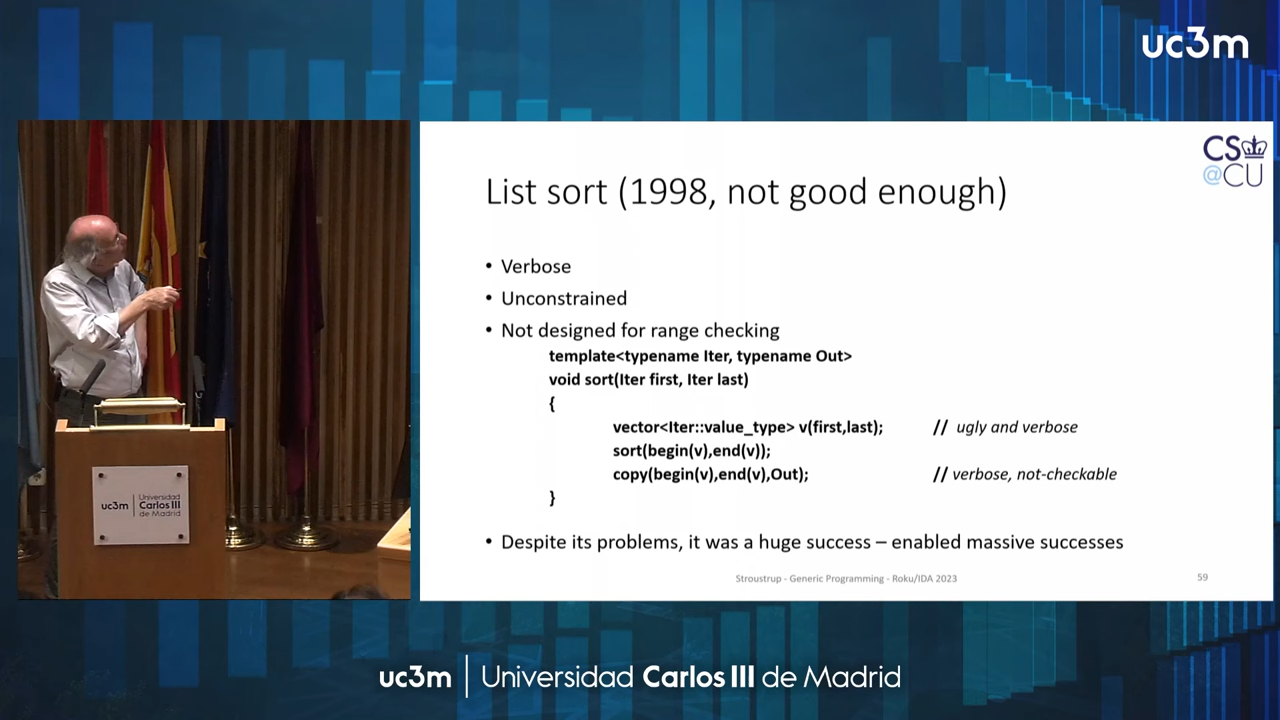 uc3m
CS
@CU
List sort (1998, not good enough)
• Verbose
• Unconstrained
• Not designed for range checking
template<typename Iter, typename Out>
void sort(Iter first, Iter last)
{
vector<Iter::value_type> v(first,last); // ugly and verbose
sort(begin(v),end(v));
copy(begin(v),end(v),Out); // verbose, not-checkable
}
• Despite its problems, it was a huge success – enabled massive successes
Stroustrup - Generic Programming - Roku/IDA 2023
59
uc3m
Universidad
Carlos III
de Madrid
uc3m | Universidad Carlos III de Madrid